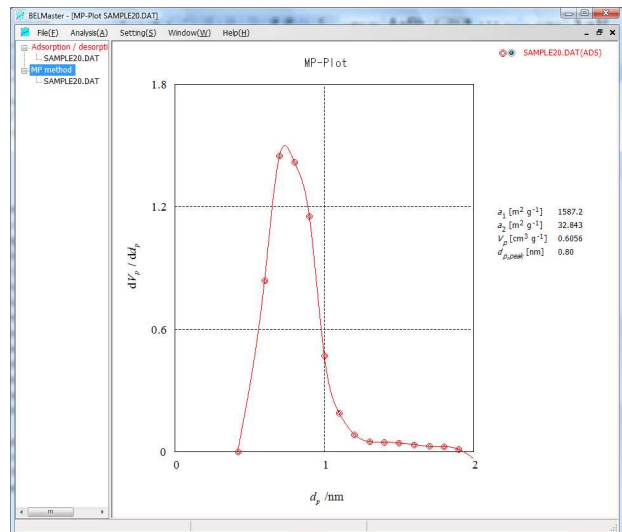 BELMaster - [MP-Plot SAMPLE20.DAT]
File(F) Analysis(A) Setting(S) Window(W) Help(H)
Adsorption / desorpti
SAMPLE20.DAT
MP method
SAMPLE20.DAT
MP-Plot
SAMPLE20.DAT(ADS)
1.8
1.2
0.6
0
dVp / ddp
0
1
2
dp /nm
a1 [m2 g-1] 1587.2
a2 [m2 g-1] 32.843
Vp [cm3 g-1] 0.6056
dp,peak [nm] 0.80